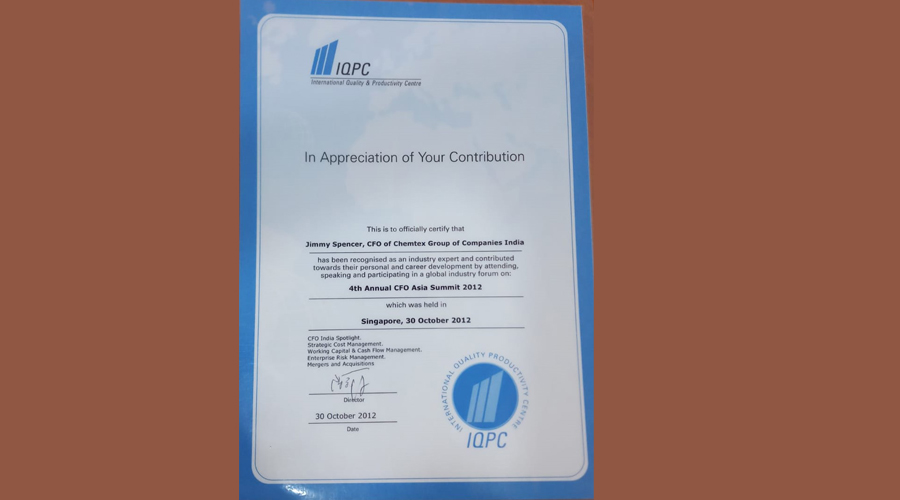 IQPC
International Quality & Productivity Centre
In Appreciation of Your Contribution
This is to officially certify that
Jimmy Spencer, CFO of Chemtex Group of Companies India
has been recognised as an industry expert and contributed
towards their personal and career development by attending,
speaking and participating in a global industry forum on:
4th Annual CFO Asia Summit 2012
which was held in
Singapore, 30 October 2012
CFO India Spotlight.
Strategic Cost Management.
Working Capital & Cash Flow Management.
Enterprise Risk Management.
Mergers and Acquisitions
Director
30 October 2012
Date
INTERNATIONAL QUALITY PRODUCTIVITY CENTRE
IQPC